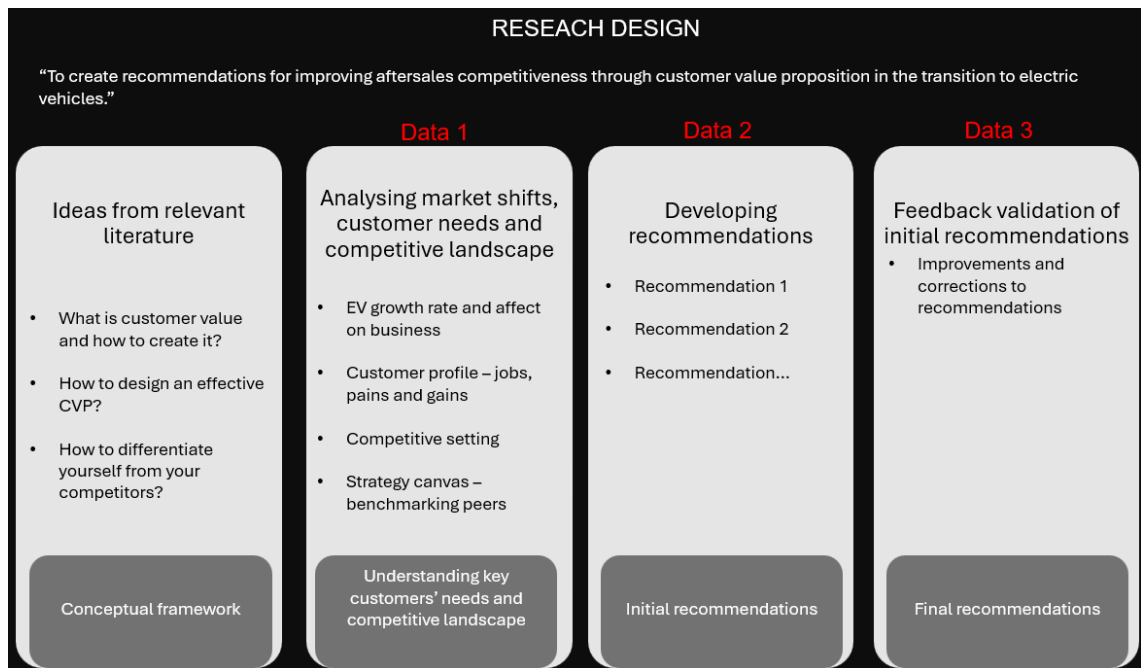 RESEACH DESIGN
“To create recommendations for improving aftersales competitiveness through customer value proposition in the transition to electric
vehicles.”
Data 1
Data 2
Data 3
Ideas from relevant
literature
• What is customer value
and how to create it?
• How to design an effective
CVP?
• How to differentiate
yourself from your
competitors?
Conceptual framework
Analysing market shifts,
customer needs and
competitive landscape
• EV growth rate and affect
on business
• Customer profile – jobs,
pains and gains
• Competitive setting
• Strategy canvas –
benchmarking peers
Understanding key
customers’ needs and
competitive landscape
Developing
recommendations
• Recommendation 1
• Recommendation 2
• Recommendation...
Initial recommendations
Feedback validation of
initial recommendations
• Improvements and
corrections to
recommendations
Final recommendations